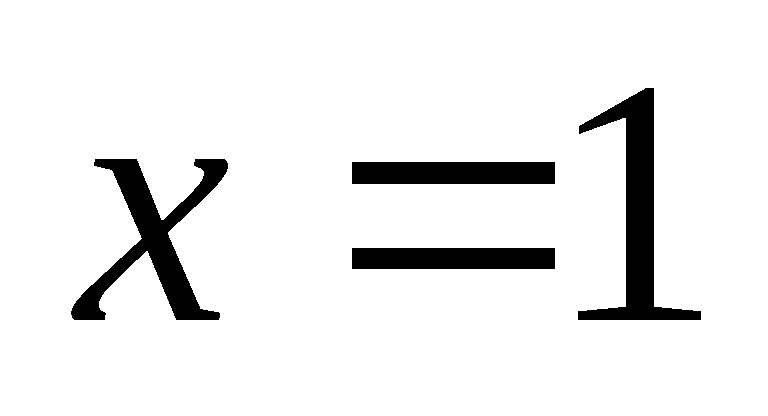 x = 1